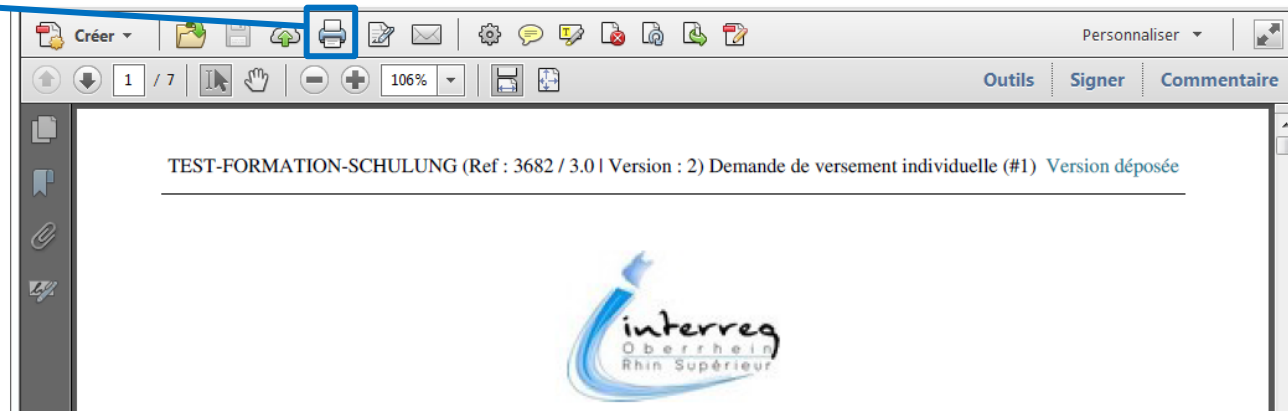 Créer Personnaliser
1 / 7 106% Outils Signer Commentaire
TEST-FORMATION-SCHULUNG (Ref : 3682 / 3.0 | Version : 2) Demande de versement individuelle (#1) Version déposée
interreg
Oberrhein
Rhin Supérieur